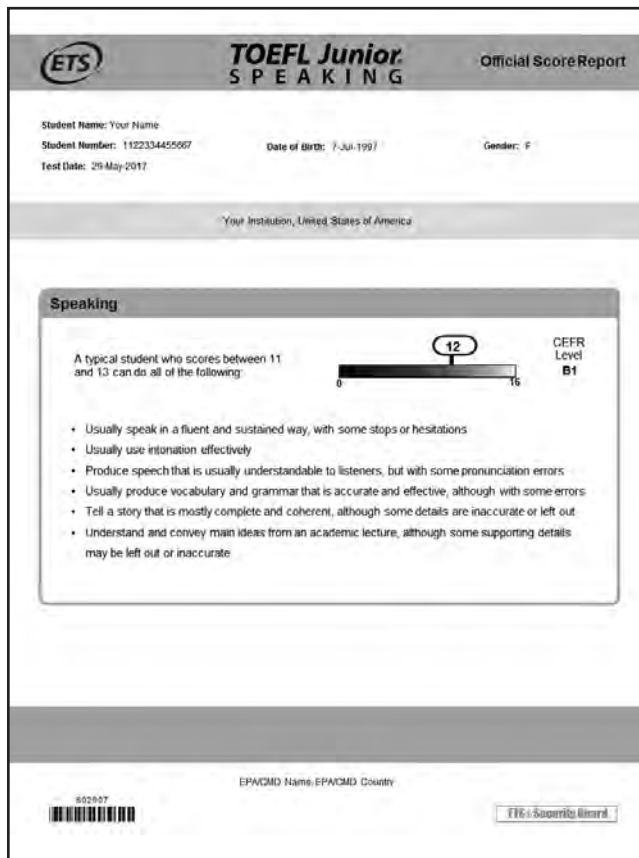 ETS
TOEFL Junior®
SPEAKING
Official Score Report
Student Name: Your Name
Student Number: 1122334455667
Date of Birth: 7-Jul-1997
Gender: F
Test Date: 29-May-2017
Your Institution, United States of America
Speaking
A typical student who scores between 11
and 13 can do all of the following:
12
0
16
CEFR
Level
B1
• Usually speak in a fluent and sustained way, with some stops or hesitations
• Usually use intonation effectively
• Produce speech that is usually understandable to listeners, but with some pronunciation errors
• Usually produce vocabulary and grammar that is accurate and effective, although with some errors
• Tell a story that is mostly complete and coherent, although some details are inaccurate or left out
• Understand and convey main ideas from an academic lecture, although some supporting details
may be left out or inaccurate
EPA/CMD Name, EPA/CMD Country
602907
ETS Security Guard